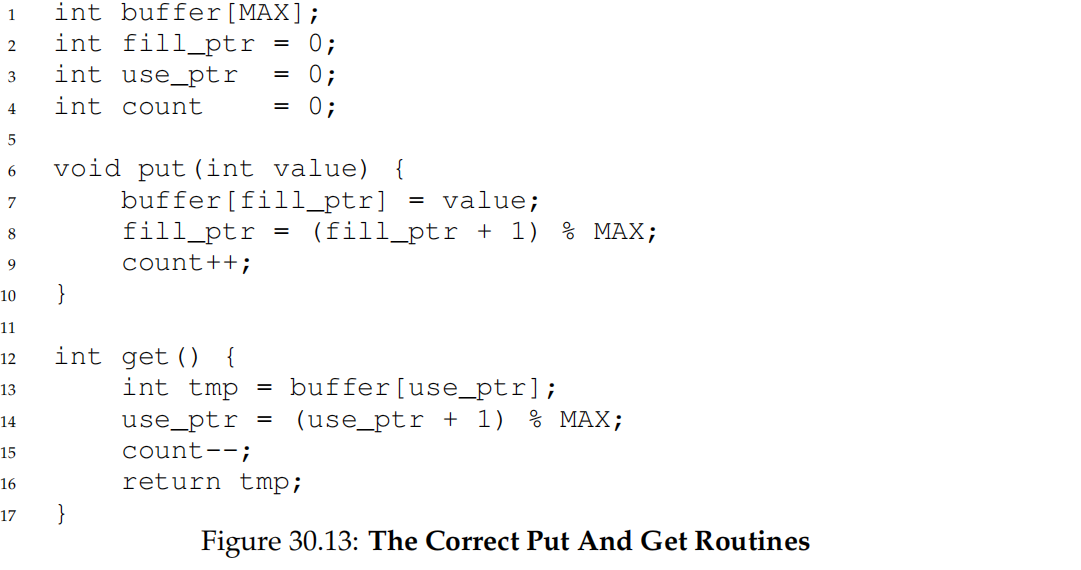 1 int buffer[MAX];
2 int fill_ptr = 0;
3 int use_ptr  = 0;
4 int count    = 0;
5
6 void put(int value) {
7     buffer[fill_ptr] = value;
8     fill_ptr = (fill_ptr + 1) % MAX;
9     count++;
10 }
11
12 int get() {
13     int tmp = buffer[use_ptr];
14     use_ptr = (use_ptr + 1) % MAX;
15     count--;
16     return tmp;
17 }
Figure 30.13: The Correct Put And Get Routines